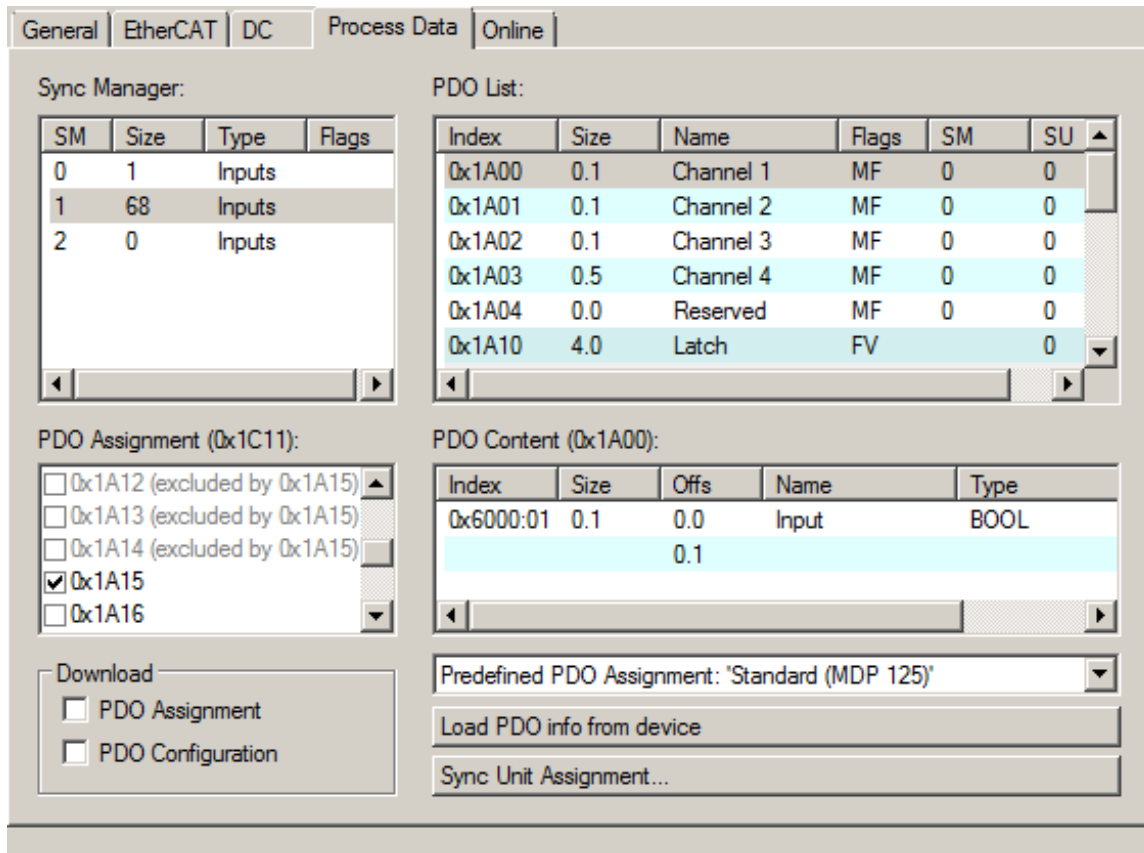 General EtherCAT DC Process Data Online
Sync Manager:
SM Size Type Flags
0 1 Inputs
1 68 Inputs
2 0 Inputs
PDO List:
Index Size Name Flags SM SU
0x1A00 0.1 Channel 1 MF 0 0
0x1A01 0.1 Channel 2 MF 0 0
0x1A02 0.1 Channel 3 MF 0 0
0x1A03 0.5 Channel 4 MF 0 0
0x1A04 0.0 Reserved MF 0 0
0x1A10 4.0 Latch FV 0
PDO Assignment (0x1C11):
0x1A12 (excluded by 0x1A15)
0x1A13 (excluded by 0x1A15)
0x1A14 (excluded by 0x1A15)
0x1A15
0x1A16
PDO Content (0x1A00):
Index Size Offs Name Type
0x6000:01 0.1 0.0 Input BOOL
0.1
Download
PDO Assignment
PDO Configuration
Predefined PDO Assignment: 'Standard (MDP 125)'
Load PDO info from device
Sync Unit Assignment...